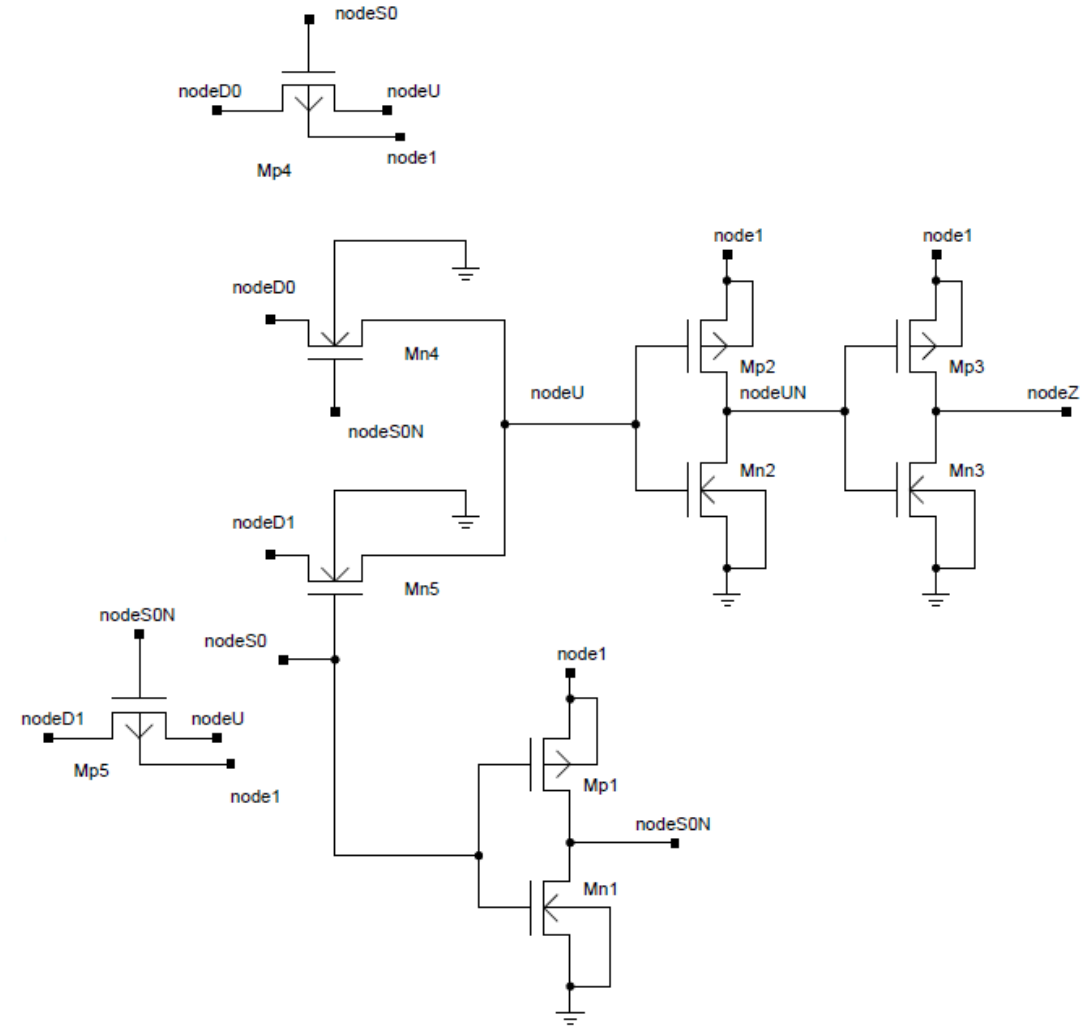 nodeS0
nodeD0
nodeU
node1
Mp4
node1
node1
nodeD0
Mn4
Mp2
Mp3
nodeU
nodeUN
nodeZ
nodeS0N
Mn2
Mn3
nodeD1
Mn5
nodeS0N
nodeS0
node1
nodeD1
nodeU
Mp5
Mp1
node1
nodeS0N
Mn1